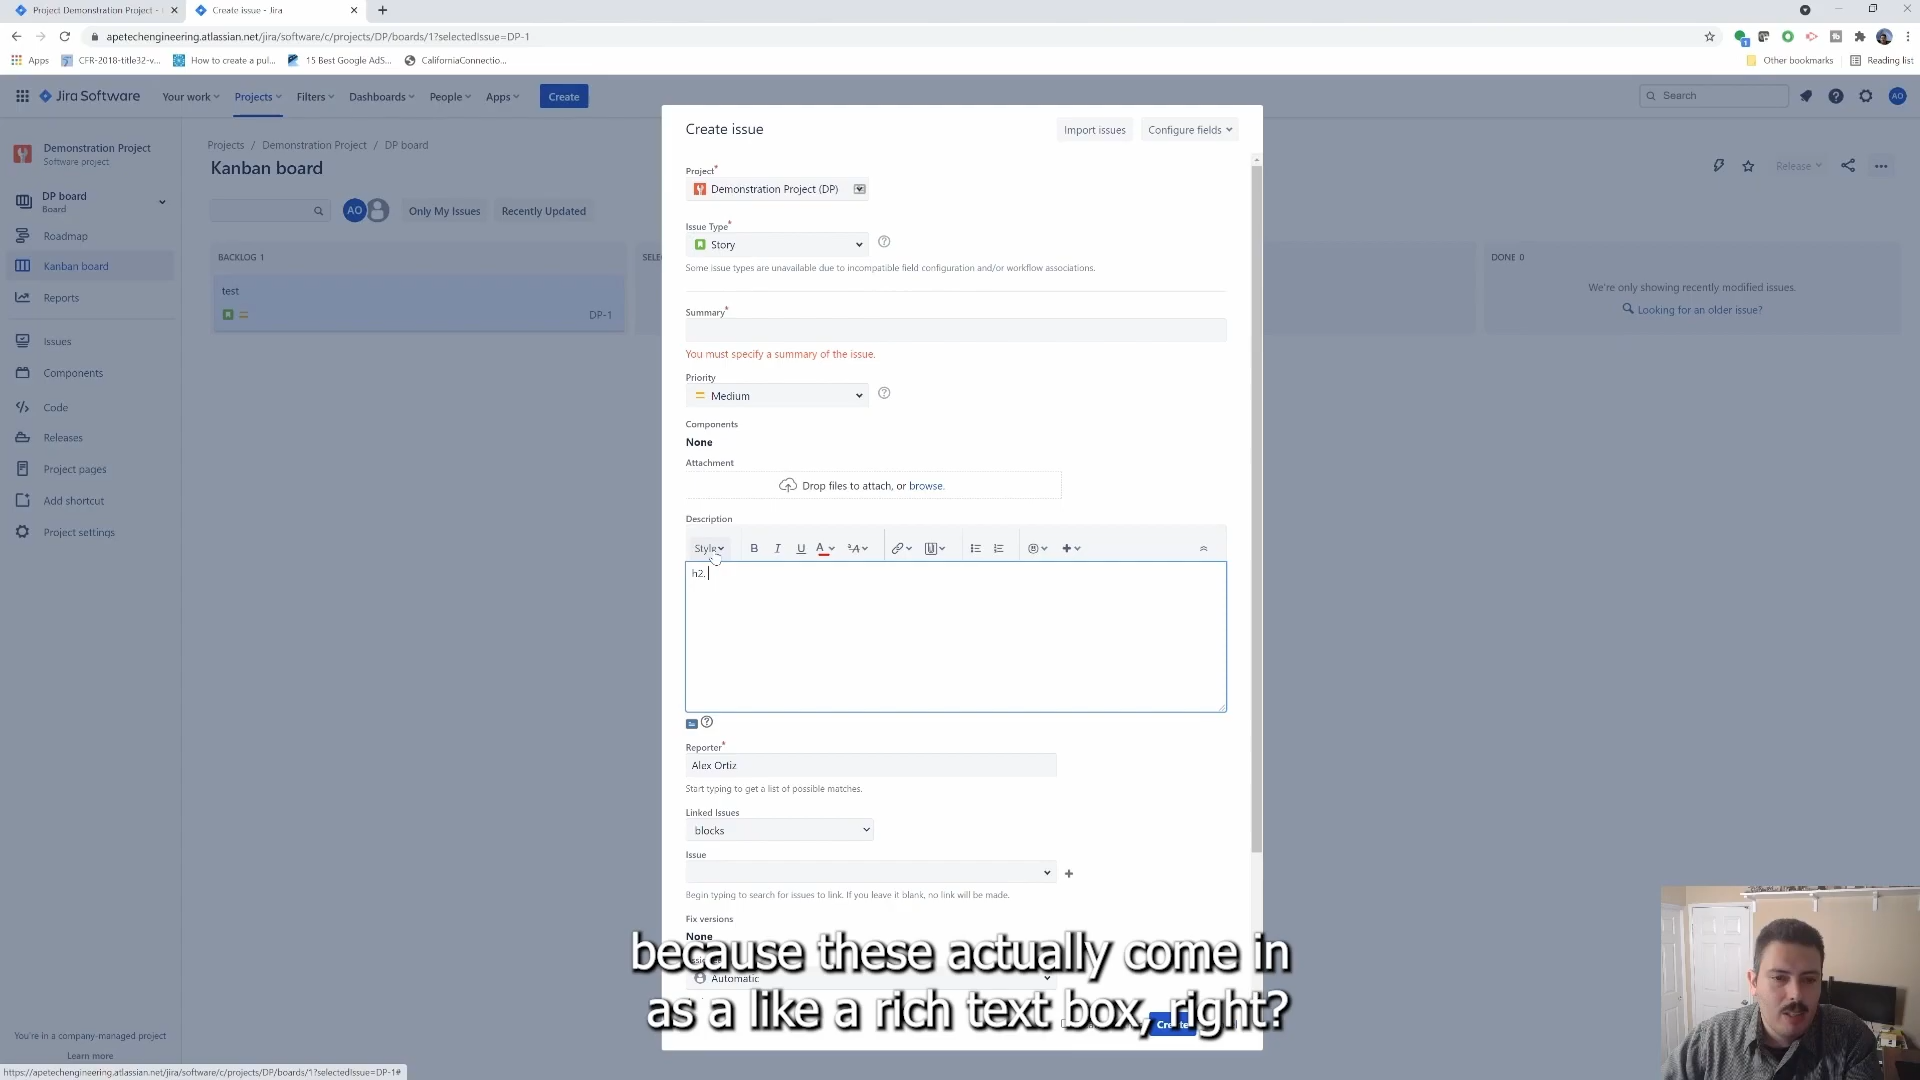 Project Demonstration Project -
Create issue - Jira
apetechengineering.atlassian.net/jira/software/c/projects/DP/boards/1?selectedIssue=DP-1
Apps
CFR-2018-title32-v...
How to create a pul...
15 Best Google AdS...
CaliforniaConnectio...
Other bookmarks
Reading list
Jira Software
Your work
Projects
Filters
Dashboards
People
Apps
Create
Search
AO
Demonstration Project
Software project
DP board
Board
Roadmap
Kanban board
Reports
Issues
Components
Code
Releases
Project pages
Add shortcut
Project settings
You're in a company-managed project
Learn more
https://apetechengineering.atlassian.net/jira/software/c/projects/DP/boards/1?selectedIssue=DP-1#
Projects / Demonstration Project / DP board
Kanban board
AO
Only My Issues
Recently Updated
Release
BACKLOG 1
test
DP-1
SELE
DONE 0
We're only showing recently modified issues.
Looking for an older issue?
Create issue
Import issues
Configure fields
Project*
Demonstration Project (DP)
Issue Type*
Story
Some issue types are unavailable due to incompatible field configuration and/or workflow associations.
Summary*
You must specify a summary of the issue.
Priority
Medium
Components
None
Attachment
Drop files to attach, or browse.
Description
Style
B I U A
h2.
Reporter*
Alex Ortiz
Start typing to get a list of possible matches.
Linked Issues
blocks
Issue
Begin typing to search for issues to link. If you leave it blank, no link will be made.
Fix versions
None
Automatic
Create
because these actually come in
as a like a rich text box, right?